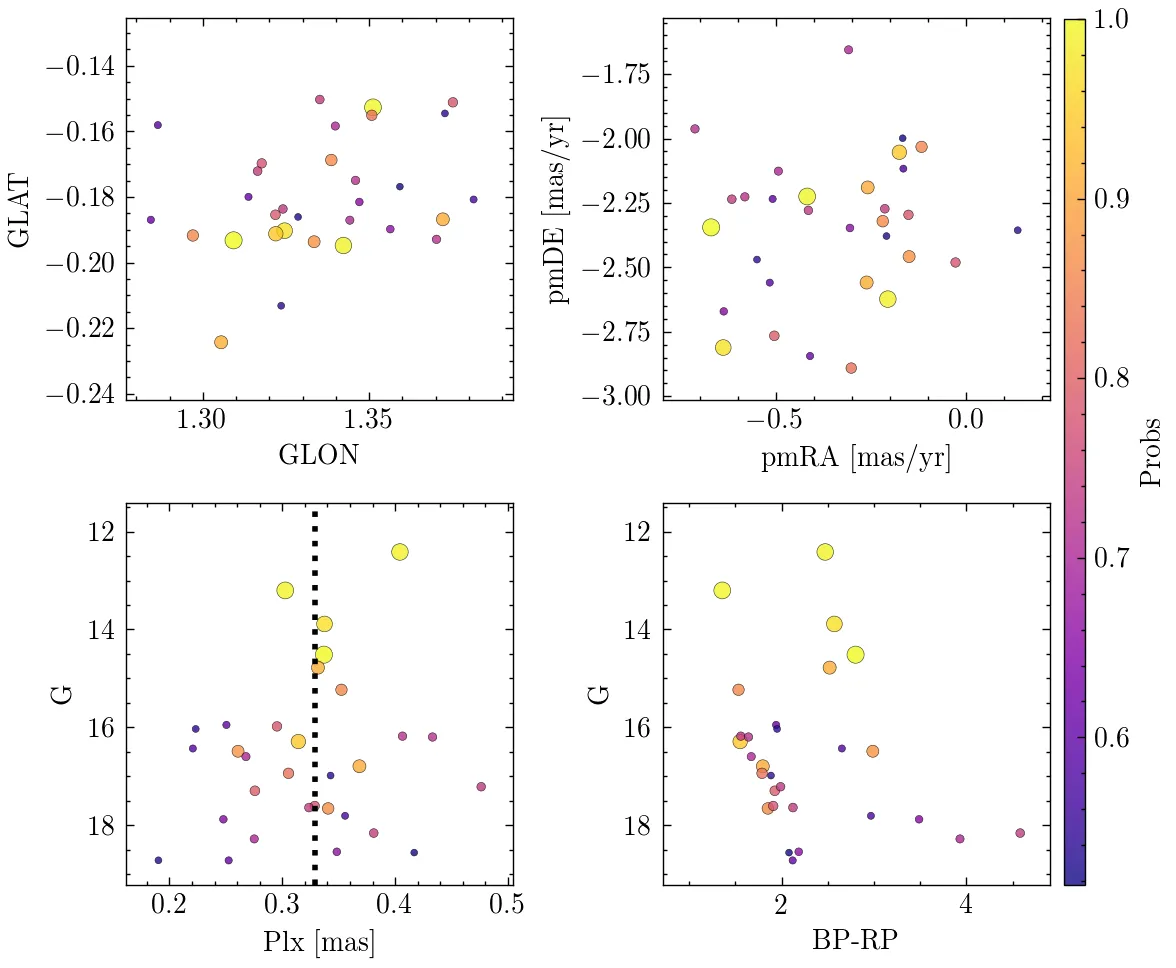 −0.14
−0.16
−0.18
−0.20
−0.22
−0.24
GLAT
1.30 1.35
GLON
−1.75
−2.00
−2.25
−2.50
−2.75
−3.00
pmDE [mas/yr]
−0.5 0.0
pmRA [mas/yr]
1.0
0.9
0.8
0.7
0.6
Probs
12
14
16
18
G
0.2 0.3 0.4 0.5
Plx [mas]
12
14
16
18
G
2 4
BP-RP